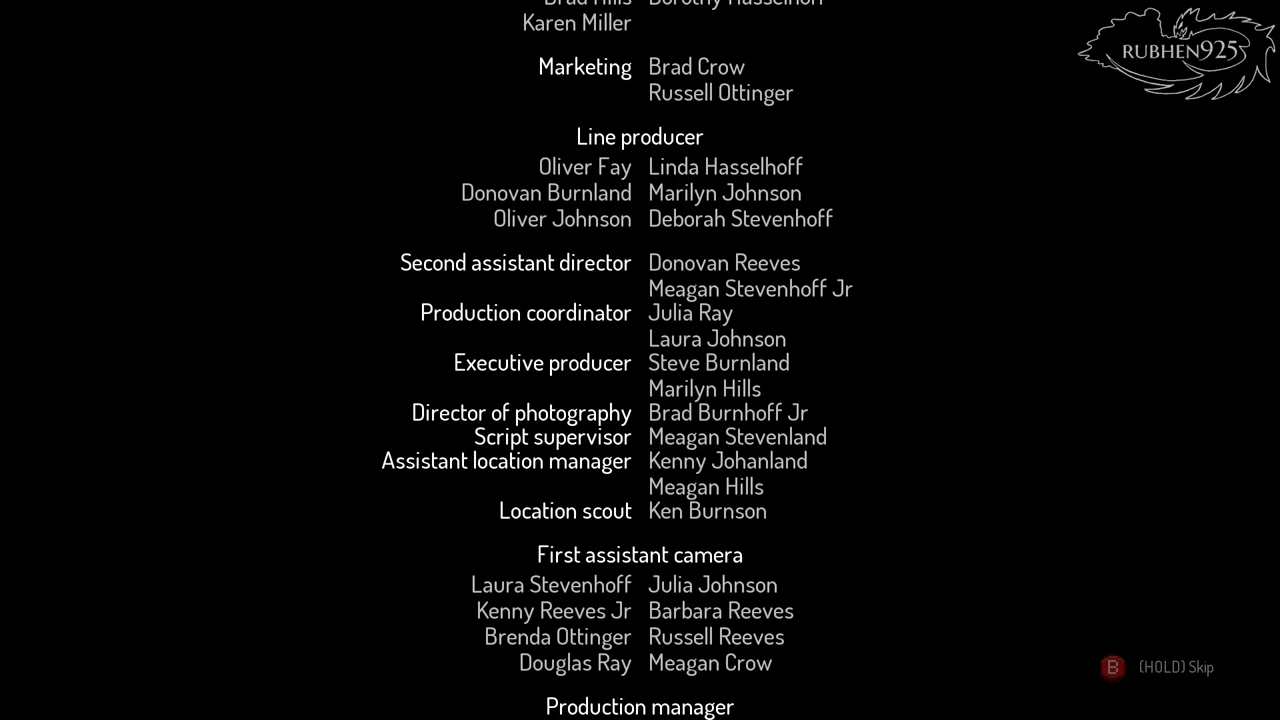 Karen Miller
Marketing Brad Crow
Russell Ottinger
Line producer
Oliver Fay Linda Hasselhoff
Donovan Burnland Marilyn Johnson
Oliver Johnson Deborah Stevenhoff
Second assistant director Donovan Reeves
Meagan Stevenhoff Jr
Production coordinator Julia Ray
Laura Johnson
Executive producer Steve Burnland
Marilyn Hills
Director of photography Brad Burnhoff Jr
Script supervisor Meagan Stevenland
Assistant location manager Kenny Johanland
Meagan Hills
Location scout Ken Burnson
First assistant camera
Laura Stevenhoff Julia Johnson
Kenny Reeves Jr Barbara Reeves
Brenda Ottinger Russell Reeves
Douglas Ray Meagan Crow
Production manager
RUBHEN925
B (HOLD) Skip